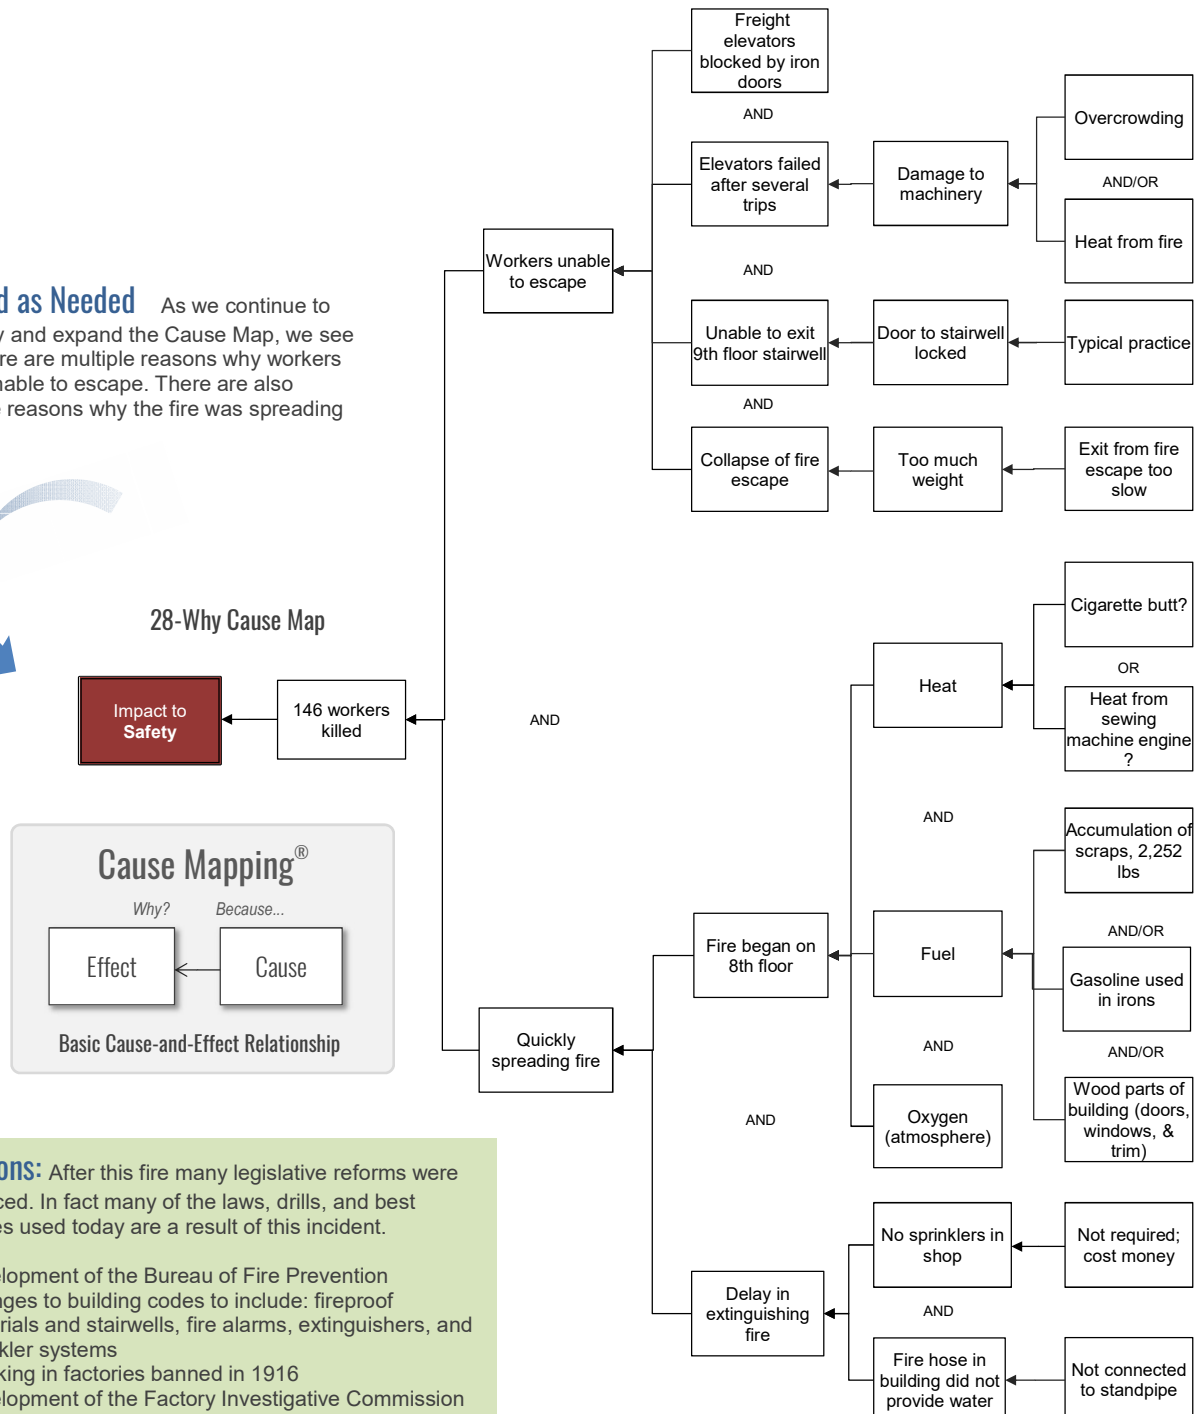 Freight
elevators
blocked by iron
doors
AND
Elevators failed
after several
trips
Damage to
machinery
Overcrowding
AND/OR
Heat from fire
Workers unable
to escape
AND
Unable to exit
9th floor stairwell
Door to stairwell
locked
Typical practice
AND
Collapse of fire
escape
Too much
weight
Exit from fire
escape too
slow
d as Needed As we continue to
y and expand the Cause Map, we see
re are multiple reasons why workers
nable to escape. There are also
e reasons why the fire was spreading
28-Why Cause Map
Impact to
Safety
146 workers
killed
AND
Heat
Cigarette butt?
OR
Heat from
sewing
machine engine
?
AND
Cause Mapping®
Why? Because...
Effect
Cause
Basic Cause-and-Effect Relationship
Fire began on
8th floor
Fuel
Accumulation of
scraps, 2,252
lbs
AND/OR
Gasoline used
in irons
AND/OR
Wood parts of
building (doors,
windows, &
trim)
AND
Oxygen
(atmosphere)
Quickly
spreading fire
AND
Delay in
extinguishing
fire
No sprinklers in
shop
Not required;
cost money
AND
Fire hose in
building did not
provide water
Not connected
to standpipe
ons: After this fire many legislative reforms were
ced. In fact many of the laws, drills, and best
es used today are a result of this incident.
elopment of the Bureau of Fire Prevention
nges to building codes to include: fireproof
rials and stairwells, fire alarms, extinguishers, and
kler systems
king in factories banned in 1916
elopment of the Factory Investigative Commission